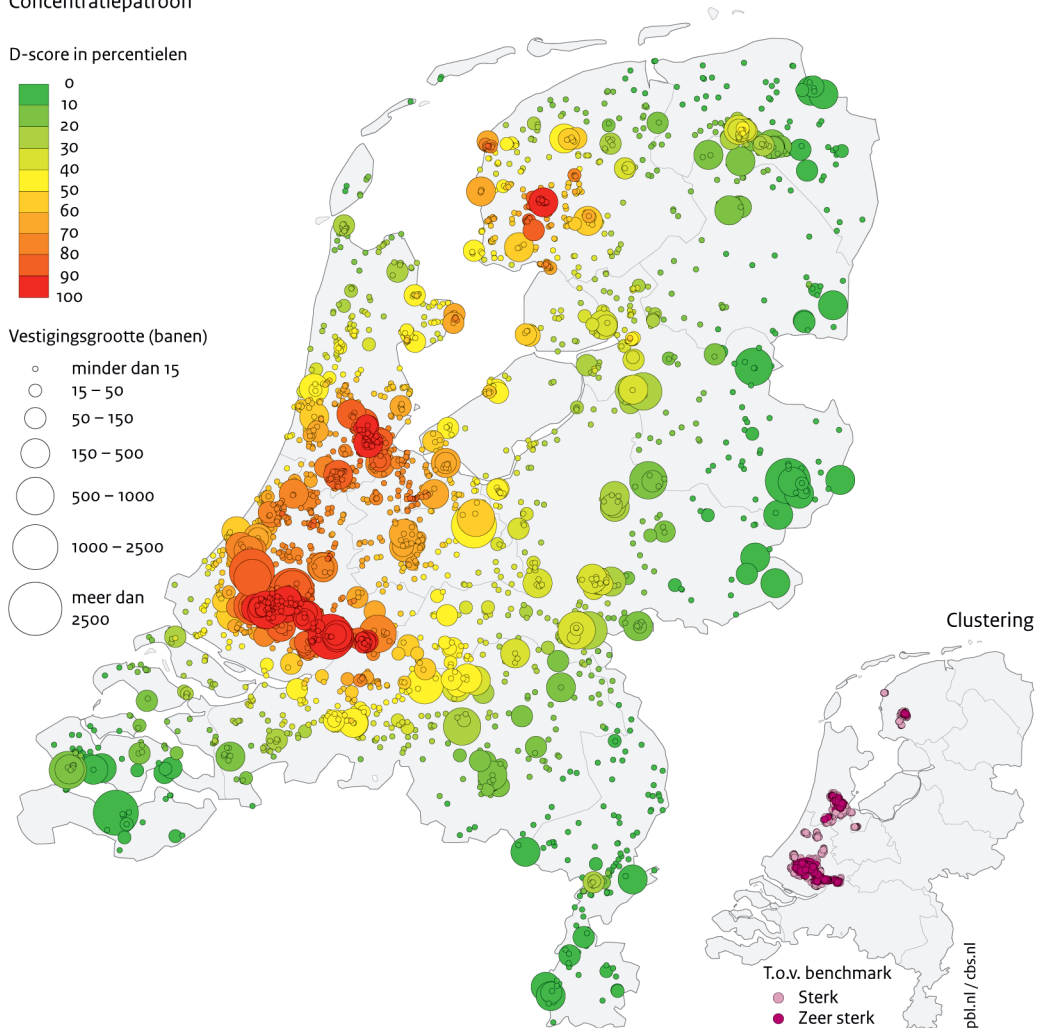 Concentratiepatroon
D-score in percentielen
0
10
20
30
40
50
60
70
80
90
100
Vestigingsgrootte (banen)
minder dan 15
15 – 50
50 – 150
150 – 500
500 – 1000
1000 – 2500
meer dan
2500
Clustering
T.o.v. benchmark
Sterk
Zeer sterk
pbl.nl / cbs.nl